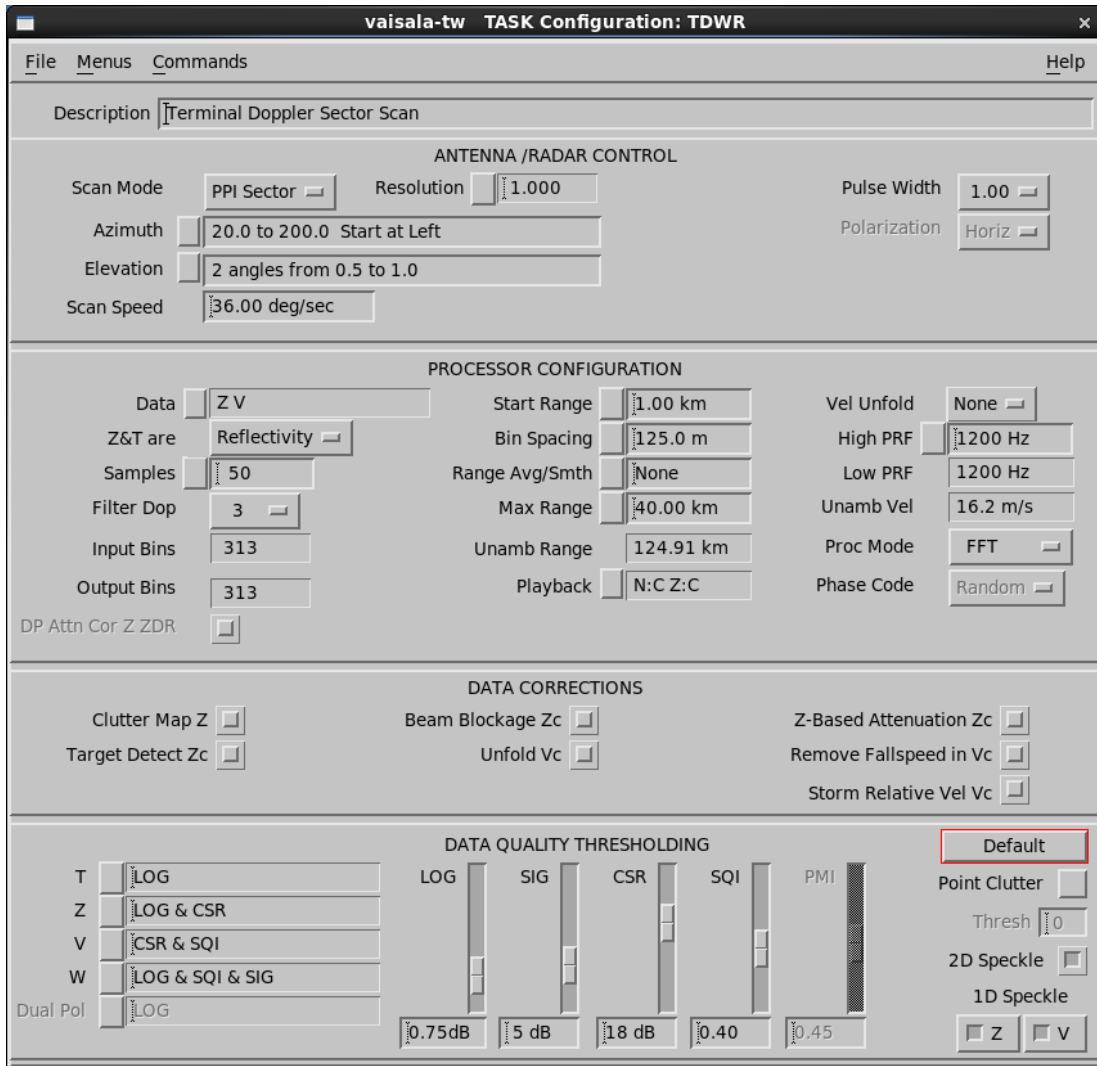 vaisala-tw TASK Configuration: TDWR
File Menus Commands Help
Description Terminal Doppler Sector Scan
ANTENNA /RADAR CONTROL
Scan Mode PPI Sector Resolution 1.000 Pulse Width 1.00
Azimuth 20.0 to 200.0 Start at Left Polarization Horiz
Elevation 2 angles from 0.5 to 1.0
Scan Speed 36.00 deg/sec
PROCESSOR CONFIGURATION
Data Z V Start Range 1.00 km Vel Unfold None
Z&T are Reflectivity Bin Spacing 125.0 m High PRF 1200 Hz
Samples 50 Range Avg/Smth None Low PRF 1200 Hz
Filter Dop 3 Max Range 40.00 km Unamb Vel 16.2 m/s
Input Bins 313 Unamb Range 124.91 km Proc Mode FFT
Output Bins 313 Playback N:C Z:C Phase Code Random
DP Attn Cor Z ZDR
DATA CORRECTIONS
Clutter Map Z Beam Blockage Zc Z-Based Attenuation Zc
Target Detect Zc Unfold Vc Remove Fallspeed in Vc
Storm Relative Vel Vc
DATA QUALITY THRESHOLDING Default
T LOG LOG SIG CSR SQI PMI Point Clutter
Z LOG & CSR Thresh 0
V CSR & SQI
W LOG & SQI & SIG 2D Speckle
Dual Pol LOG 1D Speckle
0.75dB 5 dB 18 dB 0.40 0.45 Z V